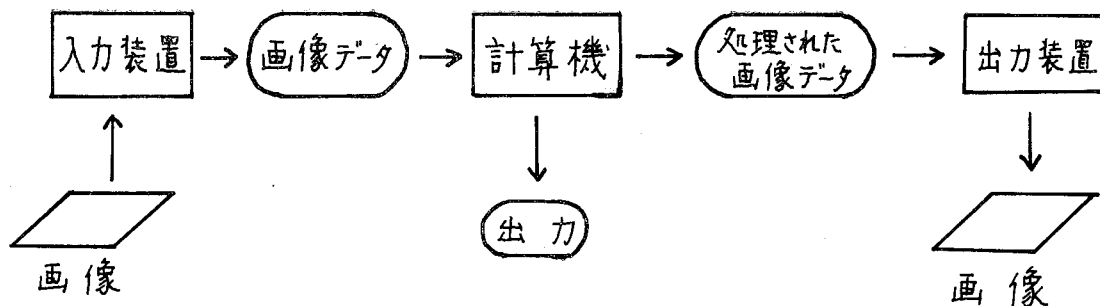 入力装置
画像データ
計算機
処理された
画像データ
出力装置
出力
画像
画像